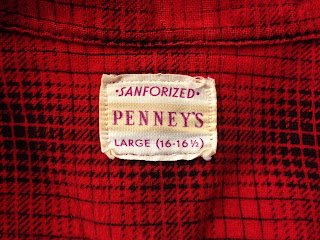 •SANFORIZED•
PENNEY'S
LARGE (16-16½)